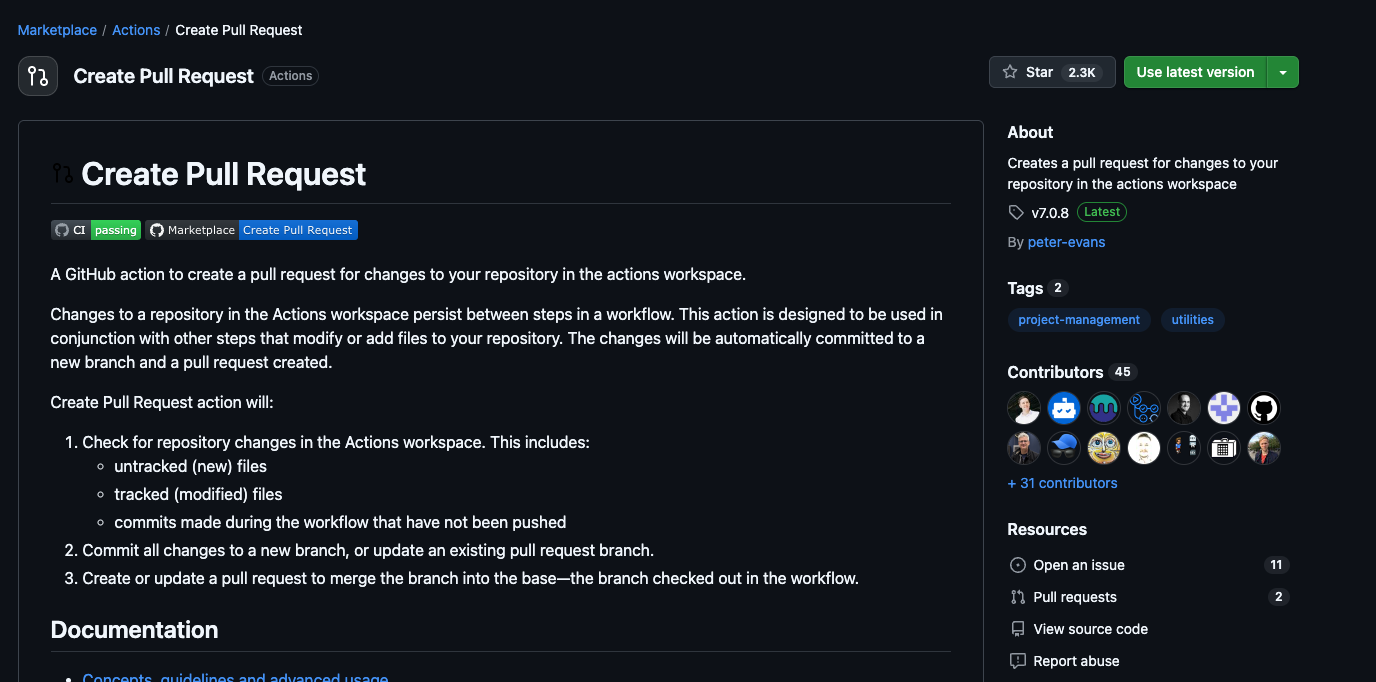 Marketplace / Actions / Create Pull Request
Create Pull Request Actions
Star 2.3K
Use latest version
Create Pull Request
CI passing Marketplace Create Pull Request
A GitHub action to create a pull request for changes to your repository in the actions workspace.
Changes to a repository in the Actions workspace persist between steps in a workflow. This action is designed to be used in
conjunction with other steps that modify or add files to your repository. The changes will be automatically committed to a
new branch and a pull request created.
Create Pull Request action will:
1. Check for repository changes in the Actions workspace. This includes:
untracked (new) files
tracked (modified) files
commits made during the workflow that have not been pushed
2. Commit all changes to a new branch, or update an existing pull request branch.
3. Create or update a pull request to merge the branch into the base—the branch checked out in the workflow.
Documentation
Concepts, guidelines and advanced usage
About
Creates a pull request for changes to your
repository in the actions workspace
v7.0.8 Latest
By peter-evans
Tags 2
project-management utilities
Contributors 45
+ 31 contributors
Resources
Open an issue 11
Pull requests 2
View source code
Report abuse